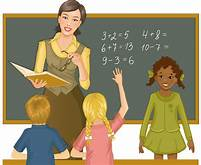 3+2=5 4+8=
6+7=13 10-7=
9-3=6